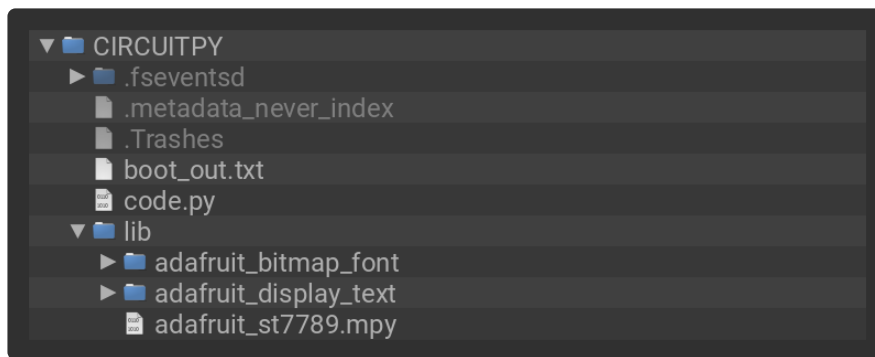 CIRCUITPY
.fseventsd
.metadata_never_index
.Trashes
boot_out.txt
code.py
lib
adafruit_bitmap_font
adafruit_display_text
adafruit_st7789.mpy